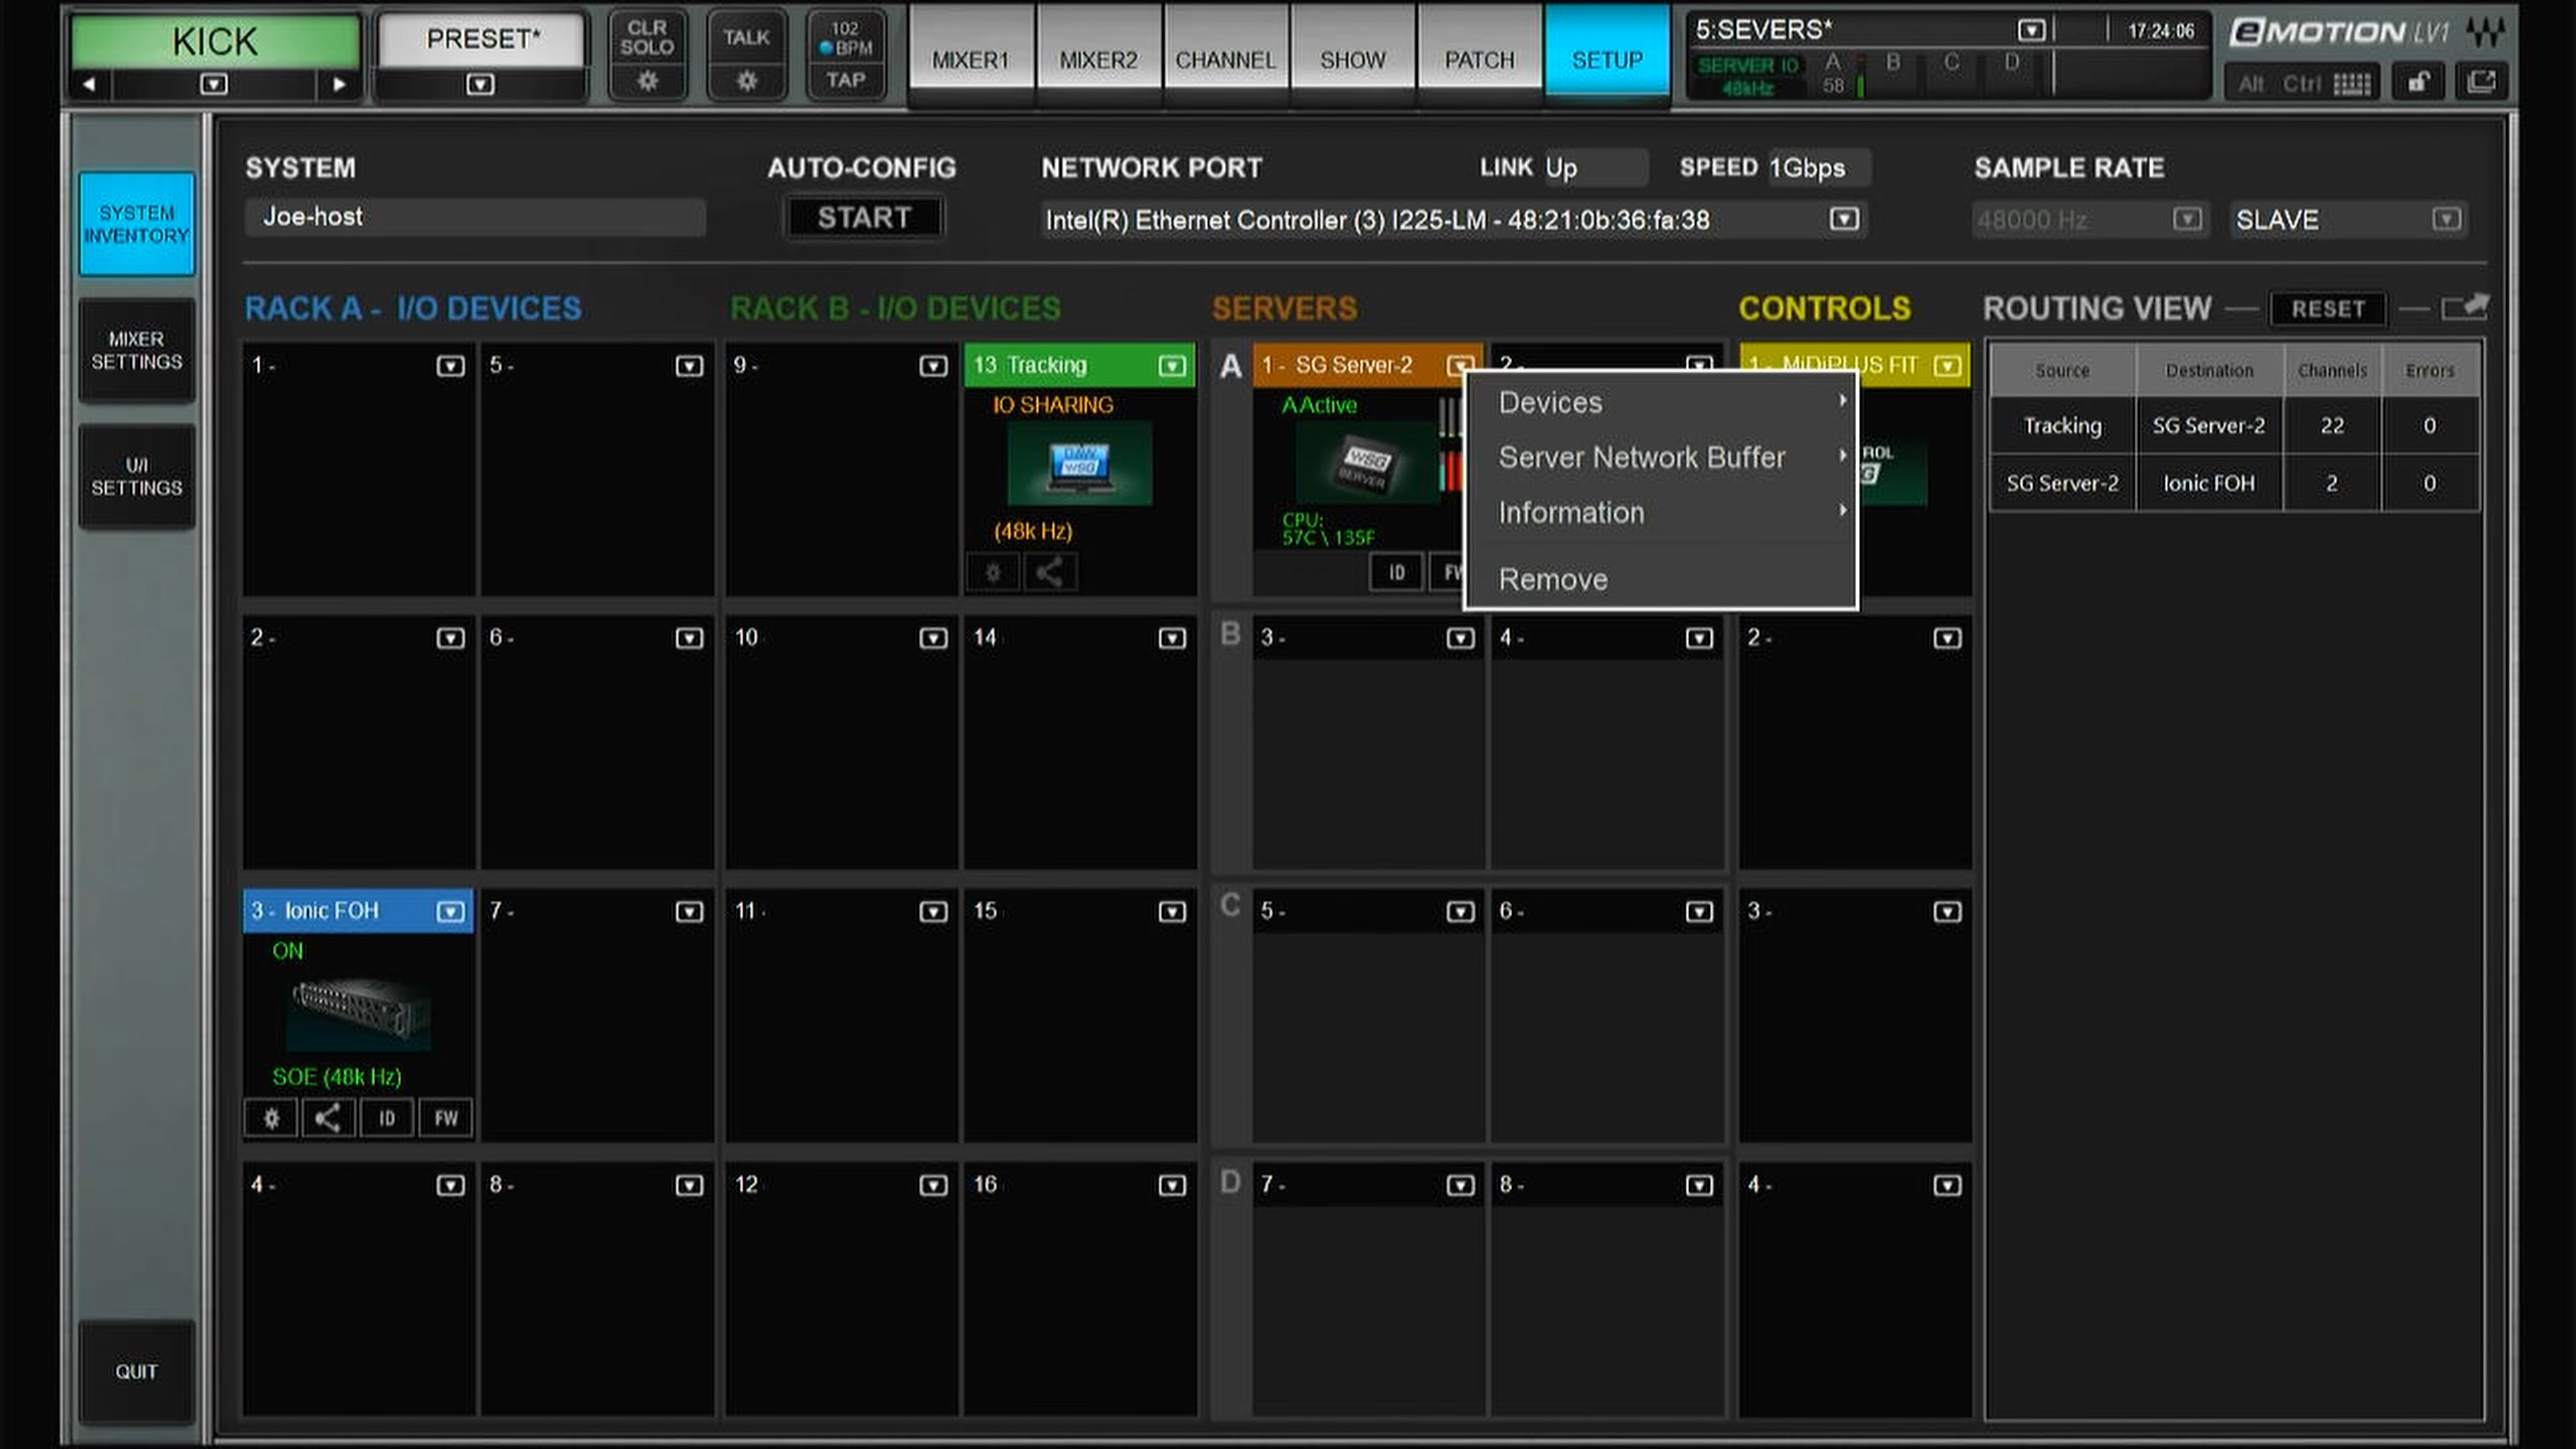 KICK
PRESET*
CLR
SOLO
TALK
102
BPM
TAP
MIXER1
MIXER2
CHANNEL
SHOW
PATCH
SETUP
5:SEVERS*
17:24:06
SERVER IO
48kHz
A
58
B
C
D
eMOTION LV1
Alt Ctrl
SYSTEM
INVENTORY
MIXER
SETTINGS
U/I
SETTINGS
QUIT
SYSTEM
Joe-host
AUTO-CONFIG
START
NETWORK PORT
LINK Up
SPEED 1Gbps
Intel(R) Ethernet Controller (3) I225-LM - 48:21:0b:36:fa:38
SAMPLE RATE
48000 Hz
SLAVE
RACK A - I/O DEVICES
RACK B - I/O DEVICES
SERVERS
CONTROLS
ROUTING VIEW
RESET
1 -
5 -
9 -
13 Tracking
IO SHARING
DAW
WSG
(48k Hz)
A
1 - SG Server-2
A Active
WSG
SERVER
CPU:
57C \ 135F
ID
2 -
1 - MiDiPLUS FIT
Devices
Server Network Buffer
Information
Remove
Source Destination Channels Errors
Tracking SG Server-2 22 0
SG Server-2 Ionic FOH 2 0
2 -
6 -
10
14
B
3 -
4 -
2 -
3 - Ionic FOH
ON
SOE (48k Hz)
ID
FW
7 -
11
15
C
5 -
6 -
3 -
4 -
8 -
12
16
D
7 -
8 -
4 -